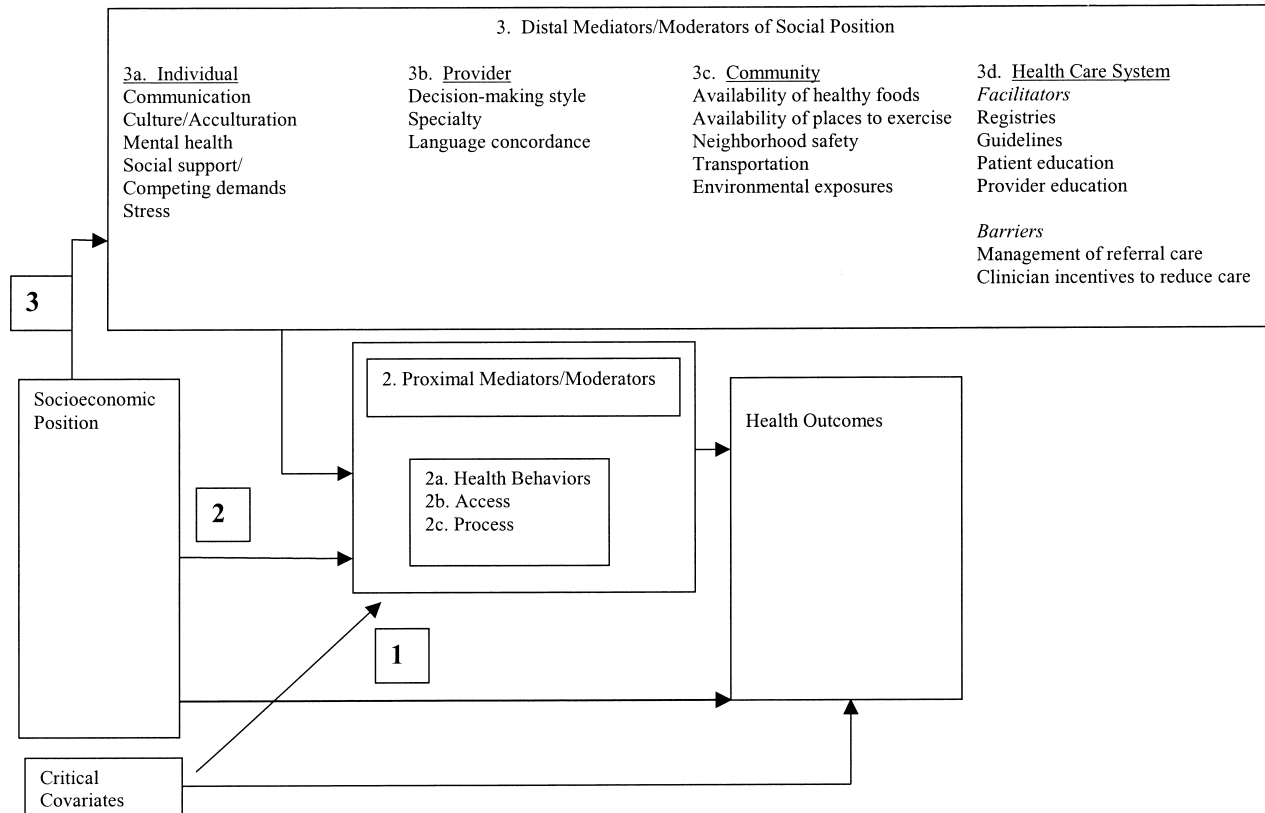 3. Distal Mediators/Moderators of Social Position
3a. Individual
Communication
Culture/Acculturation
Mental health
Social support/
Competing demands
Stress
3b. Provider
Decision-making style
Specialty
Language concordance
3c. Community
Availability of healthy foods
Availability of places to exercise
Neighborhood safety
Transportation
Environmental exposures
3d. Health Care System
Facilitators
Registries
Guidelines
Patient education
Provider education
Barriers
Management of referral care
Clinician incentives to reduce care
3
Socioeconomic
Position
2. Proximal Mediators/Moderators
2a. Health Behaviors
2b. Access
2c. Process
Health Outcomes
2
1
Critical
Covariates